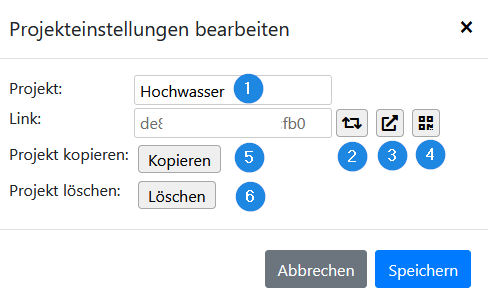 Projekteinstellungen bearbeiten ×
Projekt: Hochwasser 1
Link: de8 fb0
2 3 4
Projekt kopieren: Kopieren 5
Projekt löschen: Löschen 6
Abbrechen Speichern